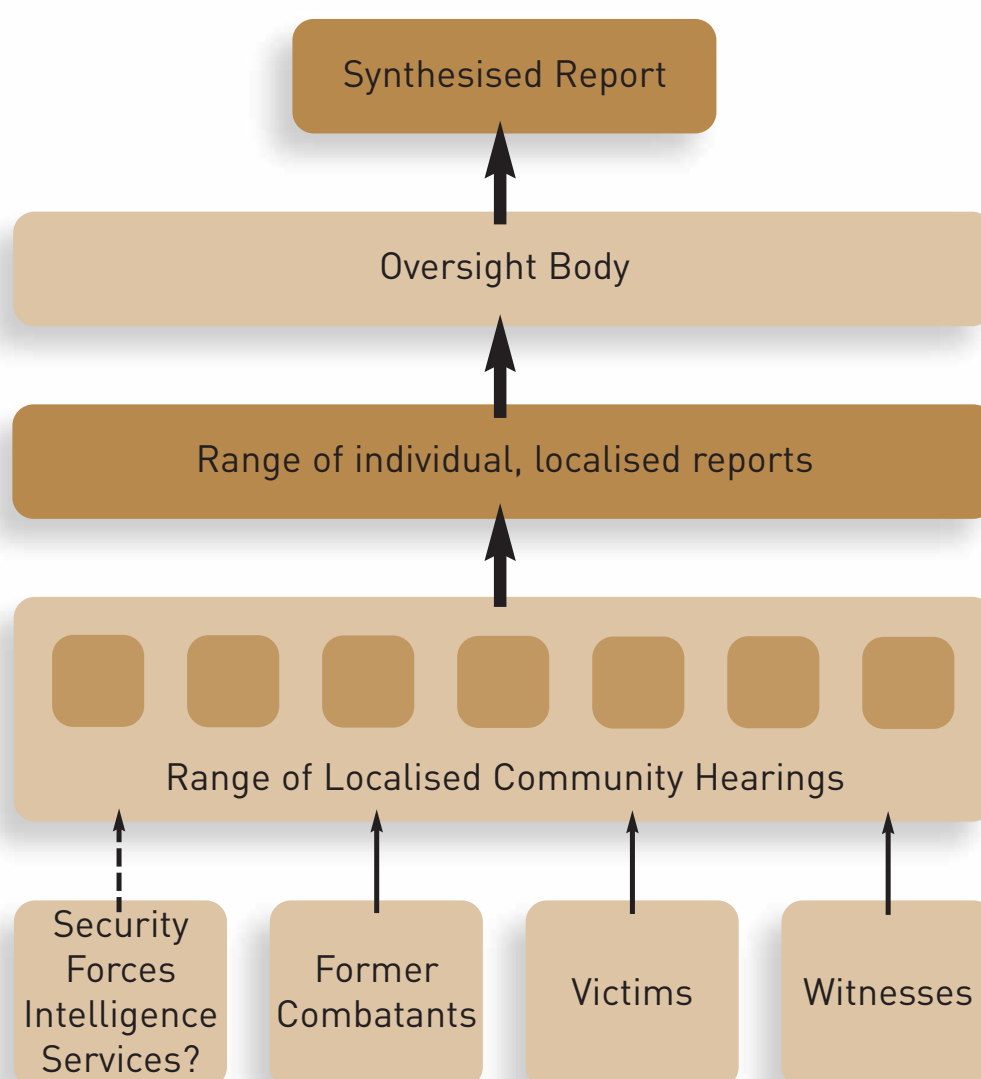 Synthesised Report
Oversight Body
Range of individual, localised reports
Range of Localised Community Hearings
Security
Forces
Intelligence
Services?
Former
Combatants
Victims
Witnesses